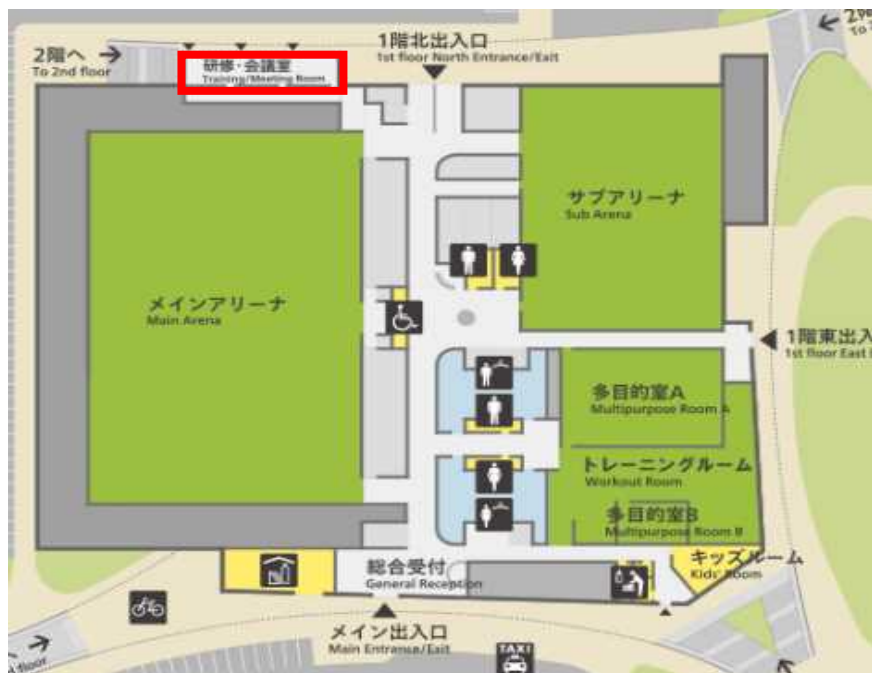 2階へ
To 2nd floor
研修・会議室
Training/Meeting Room
1階北出入口
1st floor North Entrance/Exit
To 2
サブアリーナ
Sub Arena
メインアリーナ
Main Arena
1階東出入
1st floor East
多目的室A
Multipurpose Room A
トレーニングルーム
Workout Room
多目的室B
Multipurpose Room B
キッズルーム
Kids' Room
総合受付
General Reception
メイン出入口
Main Entrance/Exit
TAXI
floor